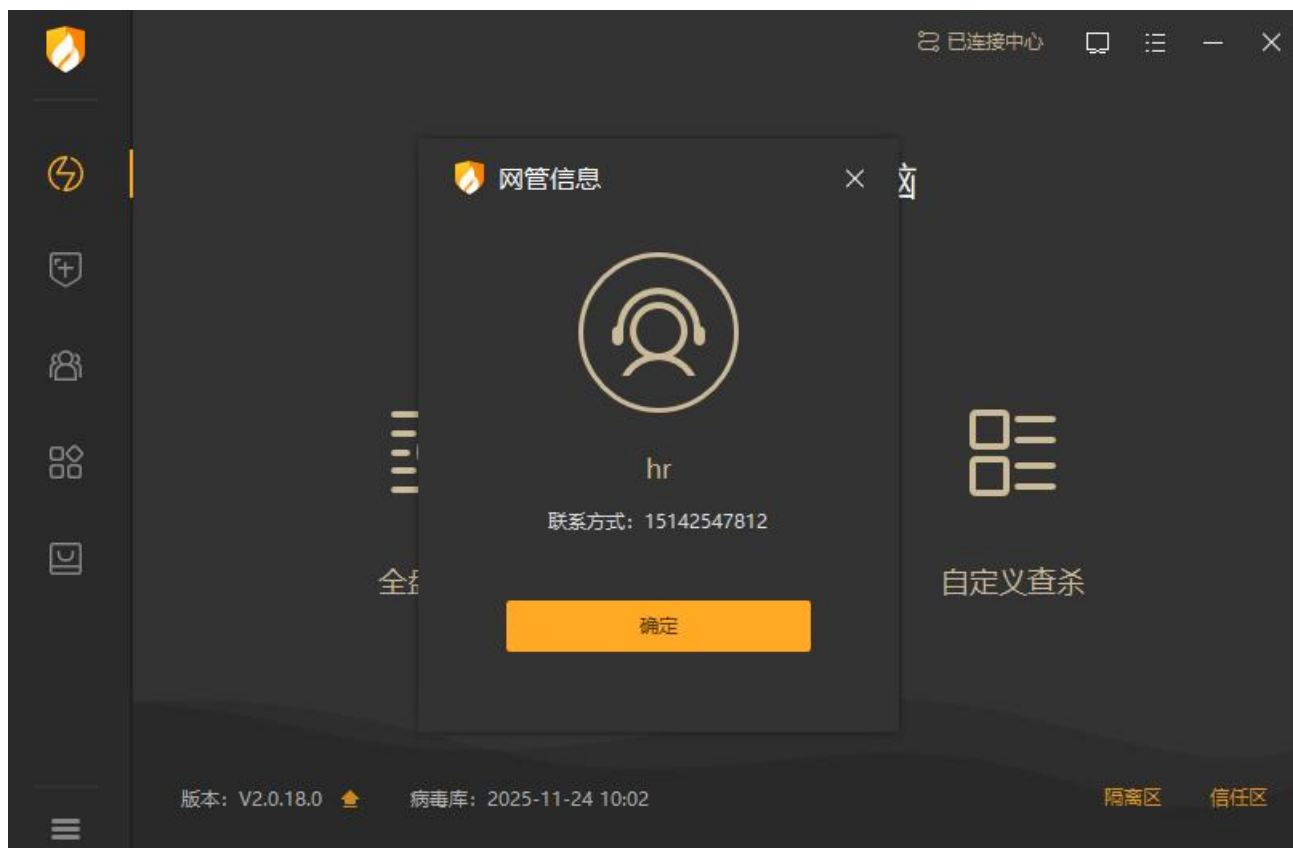 已连接中心
网管信息
脑
hr
联系方式：15142547812
全
自定义查杀
确定
版本：V2.0.18.0
病毒库：2025-11-24 10:02
隔离区
信任区